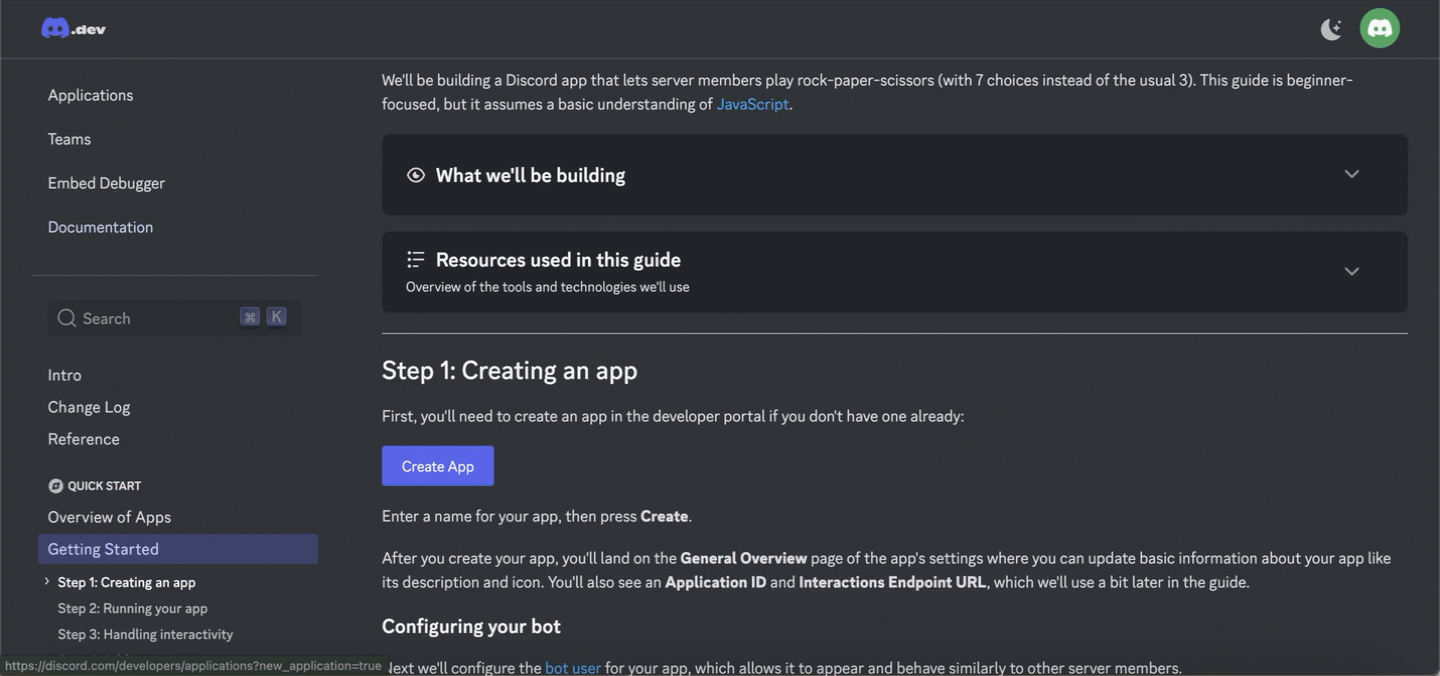 .dev
Applications
Teams
Embed Debugger
Documentation
Search ⌘ K
Intro
Change Log
Reference
QUICK START
Overview of Apps
Getting Started
Step 1: Creating an app
Step 2: Running your app
Step 3: Handling interactivity
https://discord.com/developers/applications?new_application=true
We'll be building a Discord app that lets server members play rock-paper-scissors (with 7 choices instead of the usual 3). This guide is beginner-
focused, but it assumes a basic understanding of JavaScript.
What we'll be building
Resources used in this guide
Overview of the tools and technologies we'll use
Step 1: Creating an app
First, you'll need to create an app in the developer portal if you don't have one already:
Create App
Enter a name for your app, then press Create.
After you create your app, you'll land on the General Overview page of the app's settings where you can update basic information about your app like
its description and icon. You'll also see an Application ID and Interactions Endpoint URL, which we'll use a bit later in the guide.
Configuring your bot
Next we'll configure the bot user for your app, which allows it to appear and behave similarly to other server members.